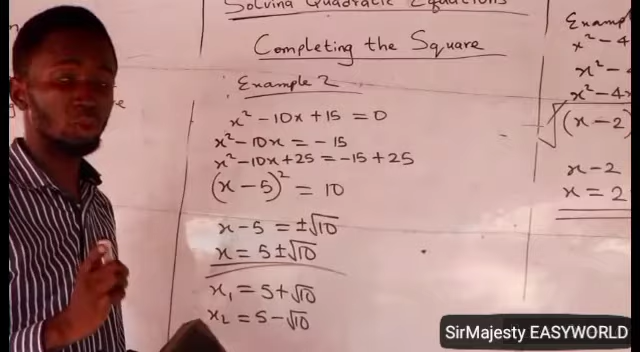 Solving Quadratic Equations
Completing the Square
Example 2
x² - 10x + 15 = 0
x² - 10x = - 15
x² - 10x + 25 = -15 + 25
(x - 5)² = 10
x - 5 = ±√10
x = 5 ± √10
x₁ = 5 + √10
x₂ = 5 - √10
Exampl
x² - 4
x² -
x² - 4x
√(x - 2)
x - 2
x = 2
SirMajesty EASYWORLD